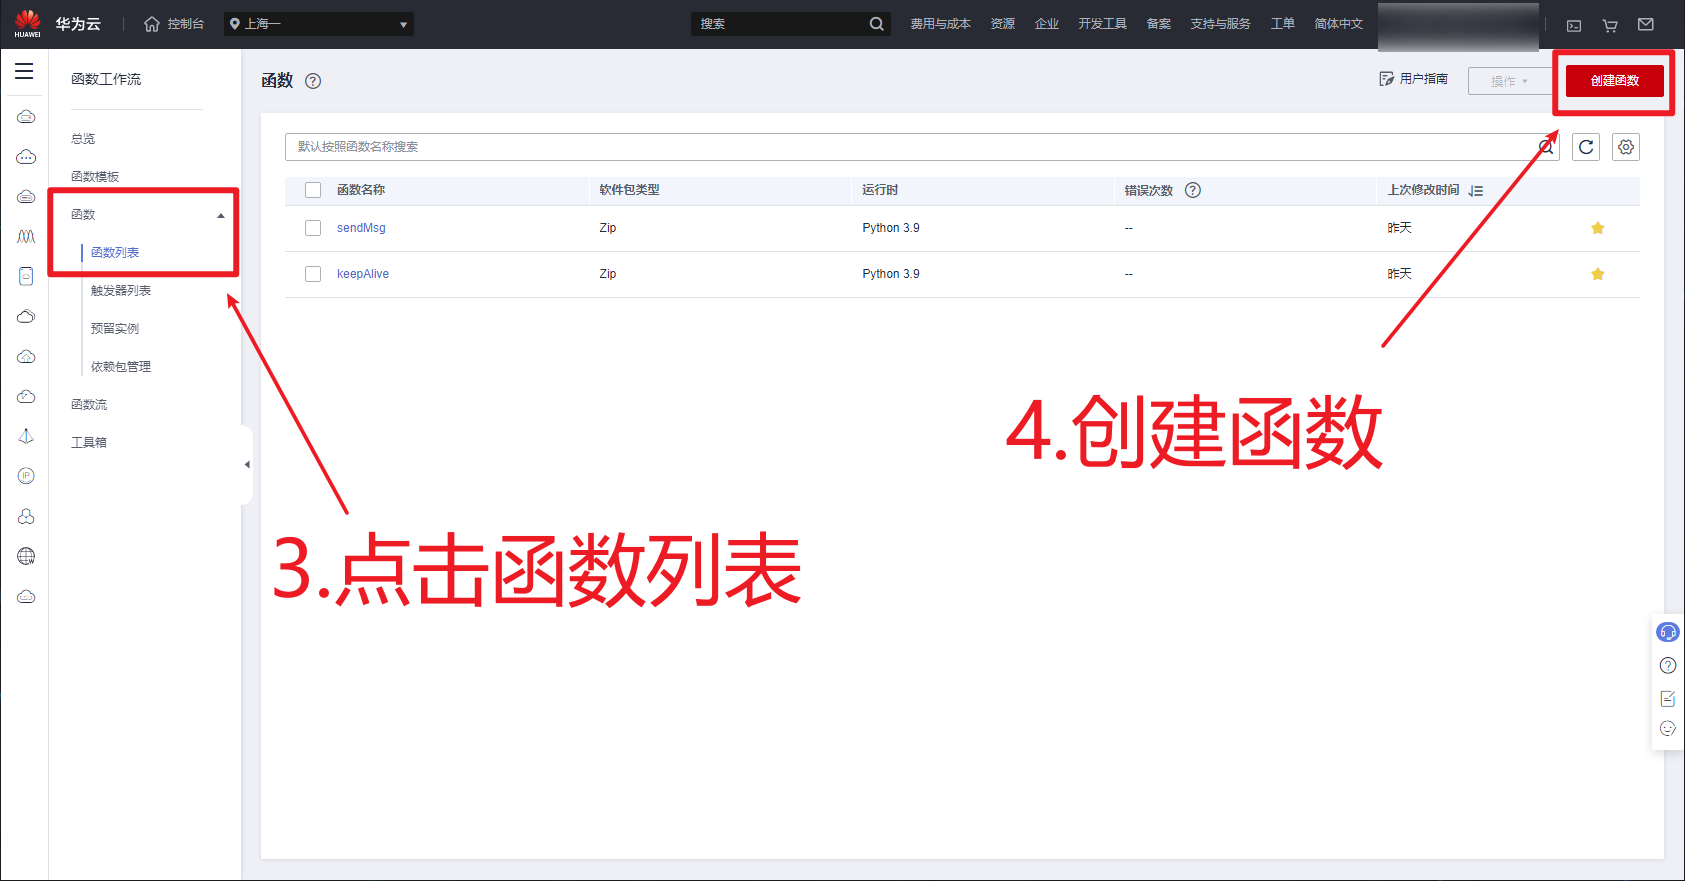 HUAWEI
华为云
控制台
上海一
搜索
费用与成本
资源
企业
开发工具
备案
支持与服务
工单
简体中文
函数工作流
总览
函数模板
函数
函数列表
触发器列表
预留实例
依赖包管理
函数流
工具箱
函数
用户指南
操作
创建函数
默认按照函数名称搜索
函数名称 软件包类型 运行时 错误次数 上次修改时间
sendMsg Zip Python 3.9 -- 昨天
keepAlive Zip Python 3.9 -- 昨天
4.创建函数
3.点击函数列表
IP
W